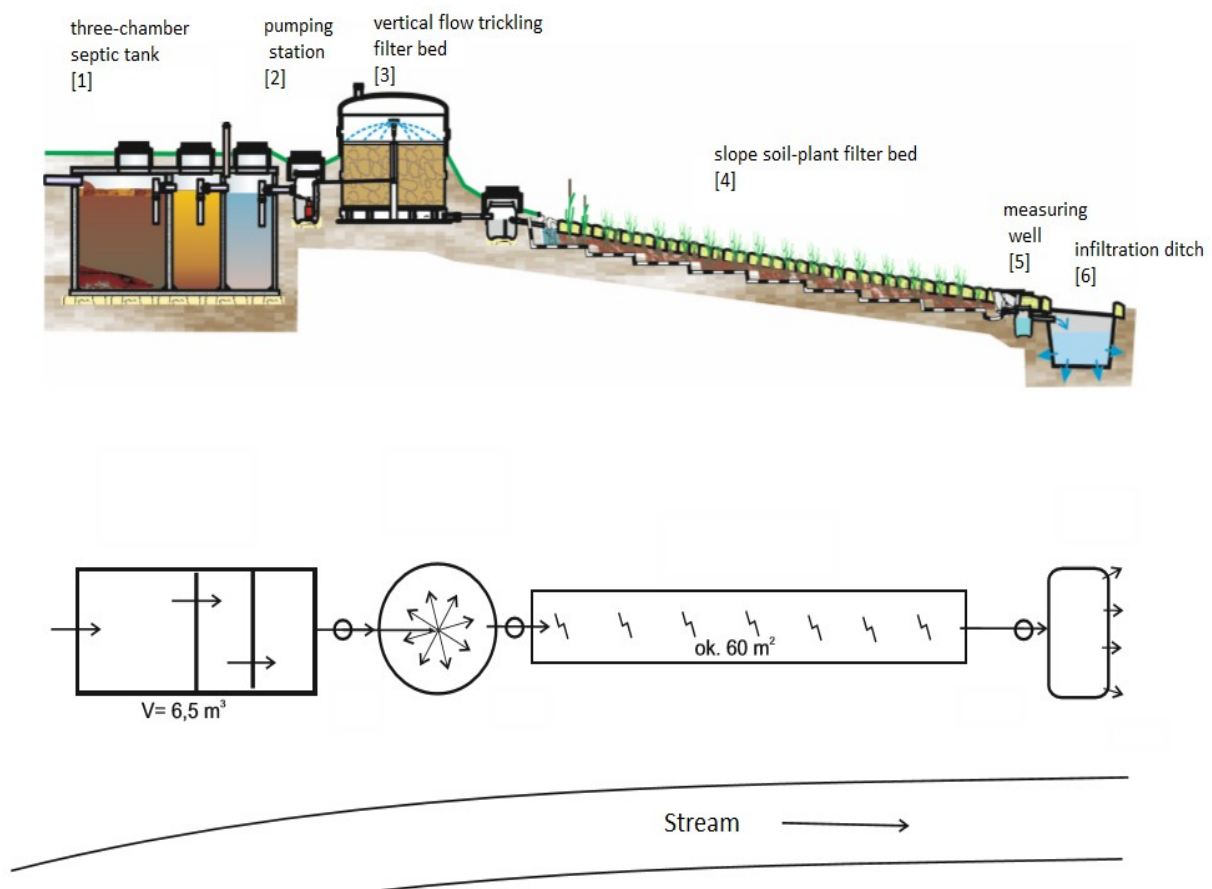 three-chamber
septic tank
[1]
pumping
station
[2]
vertical flow trickling
filter bed
[3]
slope soil-plant filter bed
[4]
measuring
well
[5]
infiltration ditch
[6]
V= 6,5 m³
ok. 60 m²
Stream